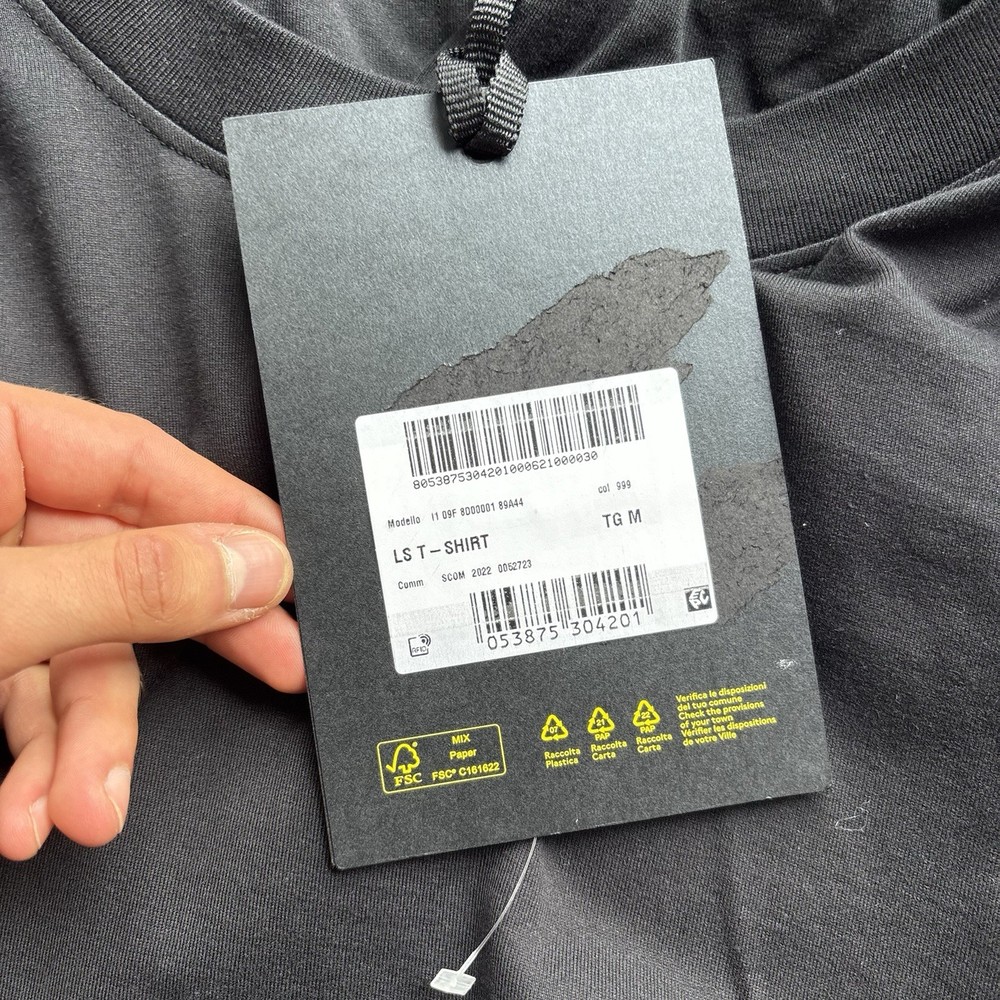 8053875304201000621000030
Modello I1 09F 8D00001 89A44
col 999
LS T-SHIRT
TG M
Comm SCOM 2022 0052723
053875 304201
RFID
FSC
MIX
Paper
FSC® C161622
07
Raccolta
Plastica
21
PAP
Raccolta
Carta
22
PAP
Raccolta
Carta
Verifica le disposizioni
del tuo comune
Check the provisions
of your town
Vérifier les dispositions
de votre Ville